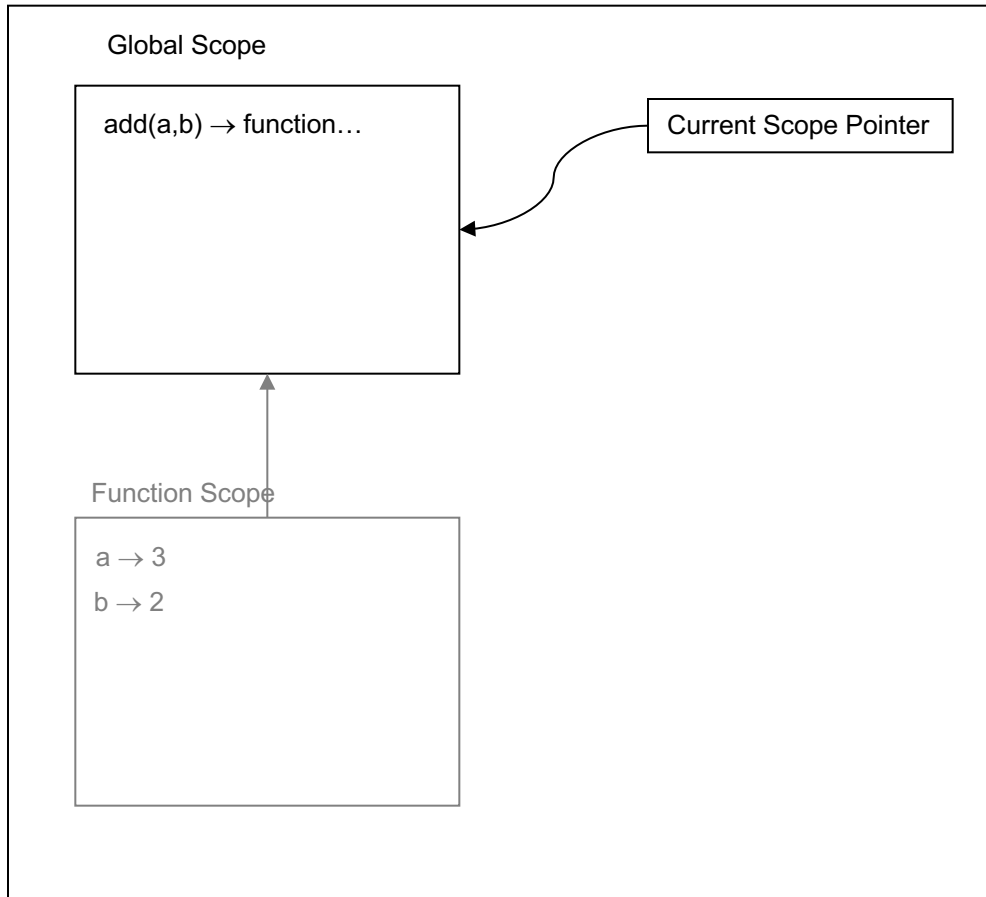 Global Scope
add(a,b) → function…
Current Scope Pointer
Function Scope
a → 3
b → 2